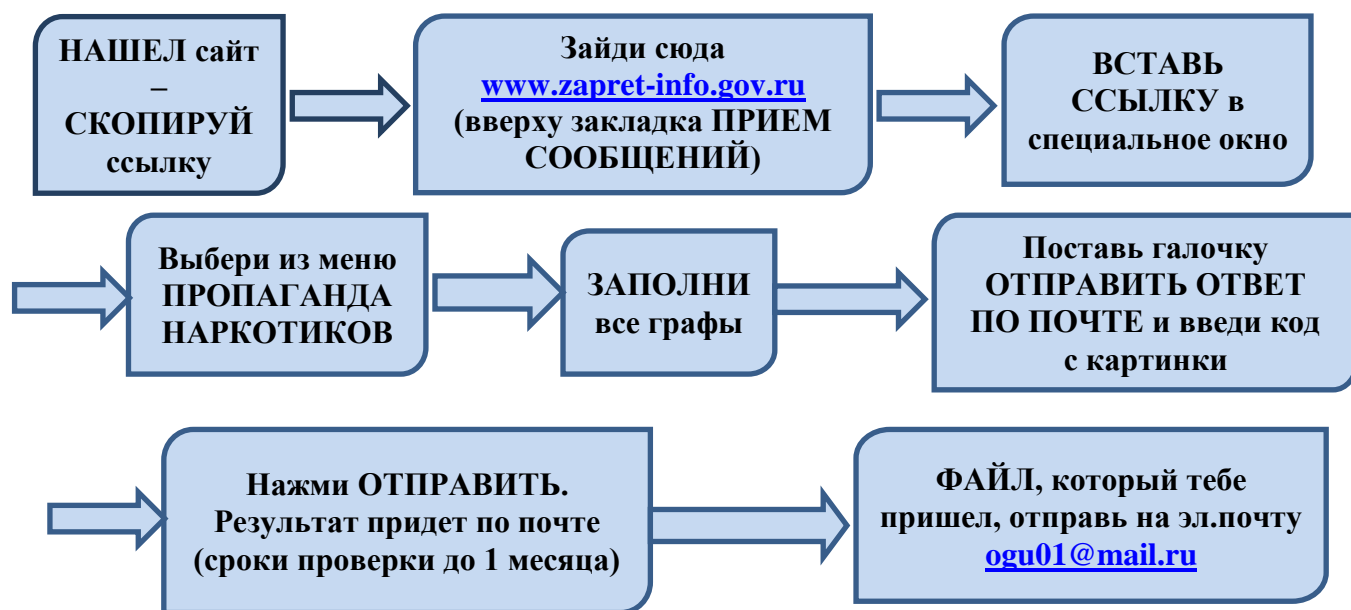 НАШЕЛ сайт
–
СКОПИРУЙ
ссылку
Зайди сюда
www.zapret-info.gov.ru
(вверху закладка ПРИЕМ
СООБЩЕНИЙ)
ВСТАВЬ
ССЫЛКУ в
специальное окно
Выбери из меню
ПРОПАГАНДА
НАРКОТИКОВ
ЗАПОЛНИ
все графы
Поставь галочку
ОТПРАВИТЬ ОТВЕТ
ПО ПОЧТЕ и введи код
с картинки
Нажми ОТПРАВИТЬ.
Результат придет по почте
(сроки проверки до 1 месяца)
ФАЙЛ, который тебе
пришел, отправь на эл.почту
ogu01@mail.ru